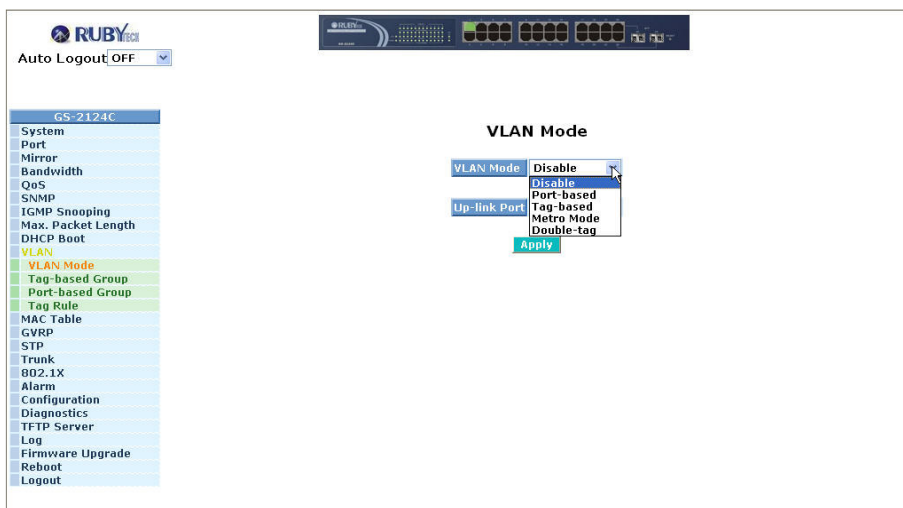 RUBYTECH
Auto Logout OFF
GS-2124C
System
Port
Mirror
Bandwidth
QoS
SNMP
IGMP Snooping
Max. Packet Length
DHCP Boot
VLAN
VLAN Mode
Tag-based Group
Port-based Group
Tag Rule
MAC Table
GVRP
STP
Trunk
802.1X
Alarm
Configuration
Diagnostics
TFTP Server
Log
Firmware Upgrade
Reboot
Logout
VLAN Mode
VLAN Mode Disable
Disable
Port-based
Tag-based
Metro Mode
Double-tag
Up-link Port
Apply